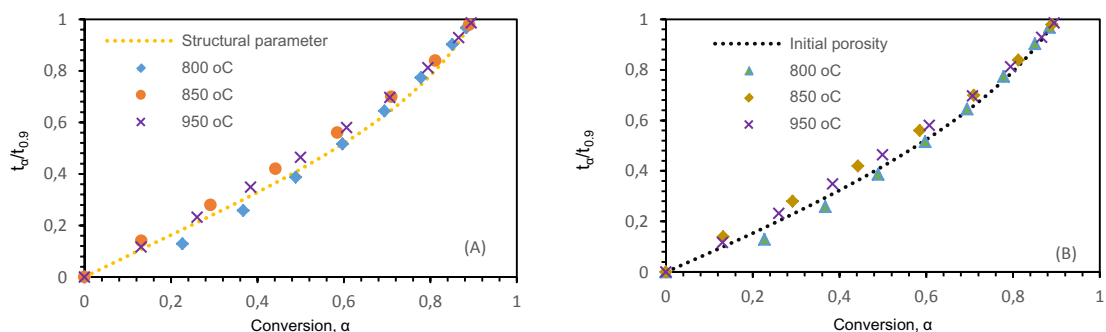 1
0,8
0,6
0,4
0,2
0
tα/t0.9
Structural parameter
800 oC
850 oC
950 oC
(A)
0
0,2
0,4
0,6
0,8
1
Conversion, α
1
0,8
0,6
0,4
0,2
0
tα/t0.9
Initial porosity
800 oC
850 oC
950 oC
(B)
0
0,2
0,4
0,6
0,8
1
Conversion, α